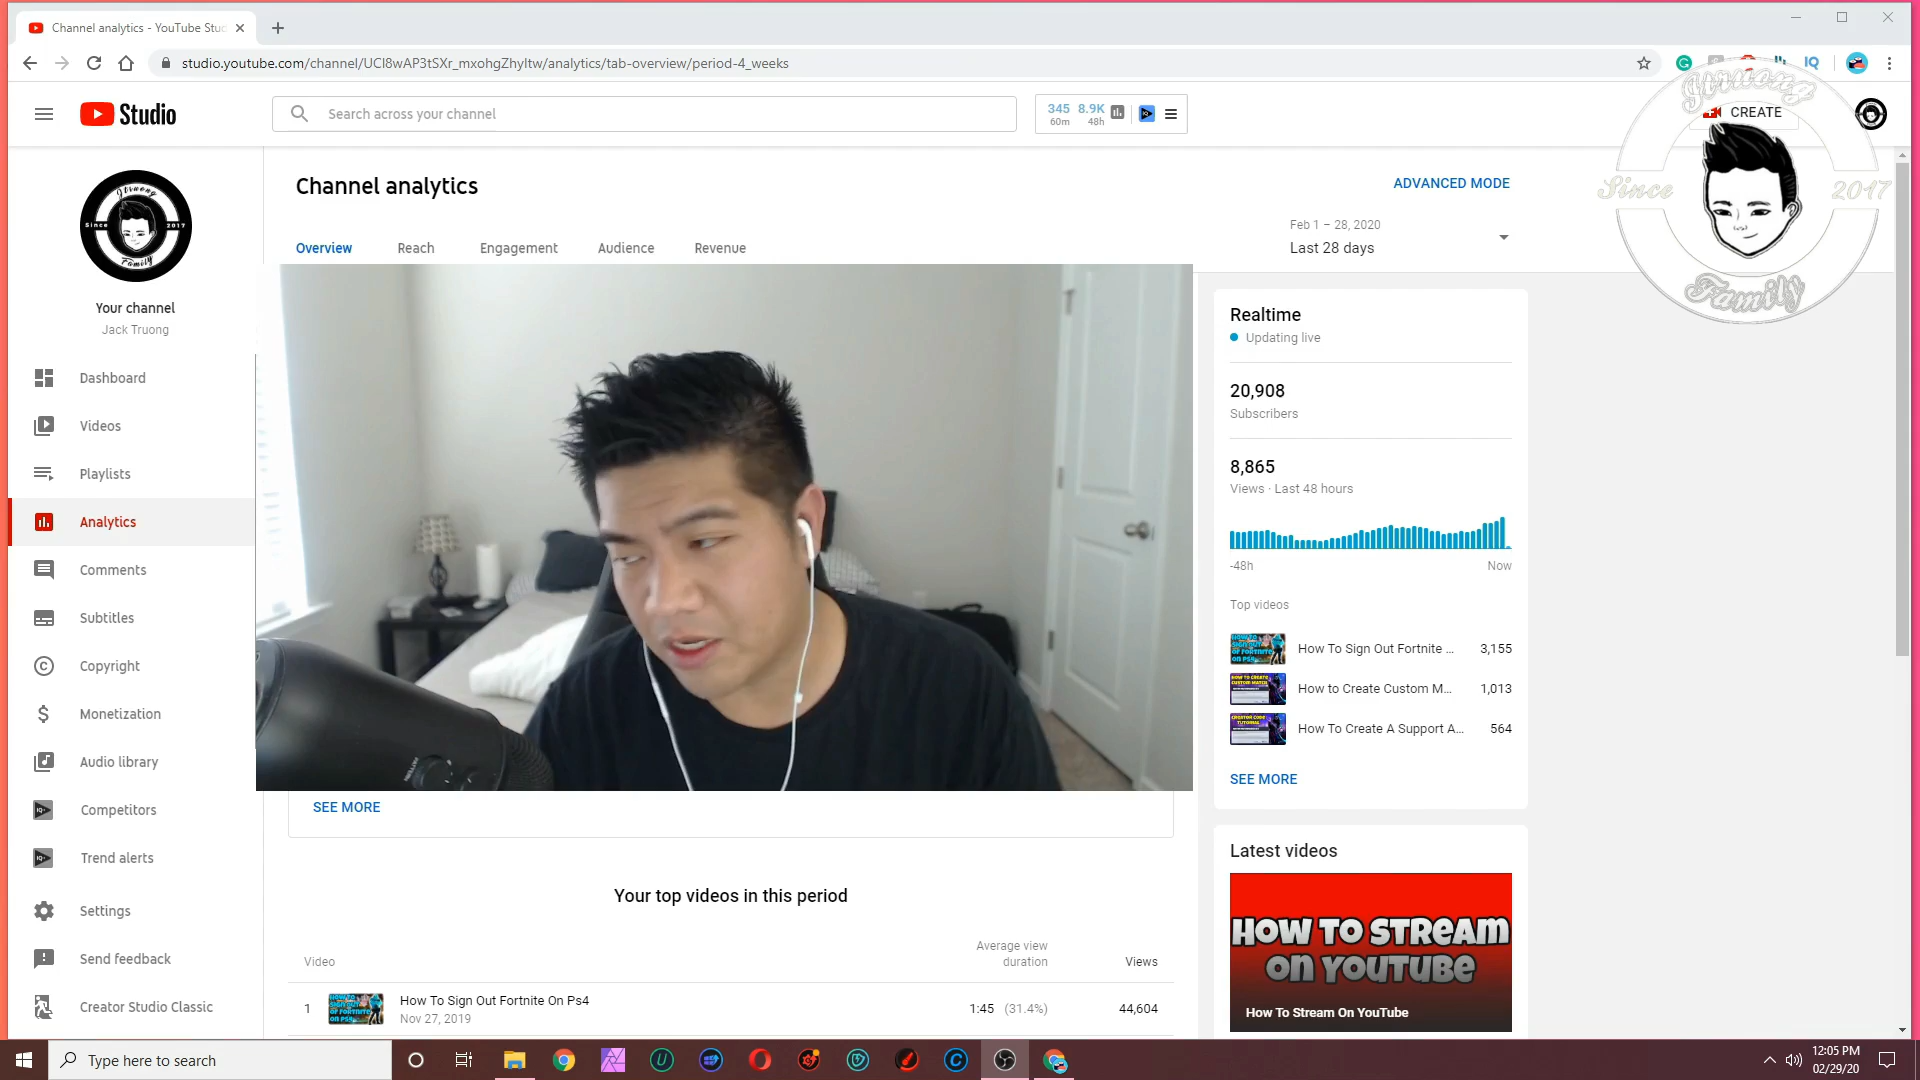 Channel analytics - YouTube Stu
studio.youtube.com/channel/UCI8wAP3tSXr_mxohgZhyItw/analytics/tab-overview/period-4_weeks
IQ
Studio
Search across your channel
345 8.9K
60m 48h
CREATE
Jtruong
Since 2017
Family
Channel analytics
ADVANCED MODE
Feb 1 – 28, 2020
Last 28 days
Overview Reach Engagement Audience Revenue
Jtruong
Since 2017
Family
Your channel
Jack Truong
Dashboard
Videos
Playlists
Analytics
Comments
Subtitles
Copyright
Monetization
Audio library
Competitors
Trend alerts
Settings
Send feedback
Creator Studio Classic
SEE MORE
Your top videos in this period
Video Average view duration Views
1 How To Sign Out Fortnite On Ps4 1:45 (31.4%) 44,604
Nov 27, 2019
Realtime
Updating live
20,908
Subscribers
8,865
Views · Last 48 hours
-48h Now
Top videos
How To Sign Out Fortnite ... 3,155
How to Create Custom M... 1,013
How To Create A Support A... 564
SEE MORE
Latest videos
HOW TO STREAM
ON YOUTUBE
How To Stream On YouTube
Type here to search
12:05 PM
02/29/20